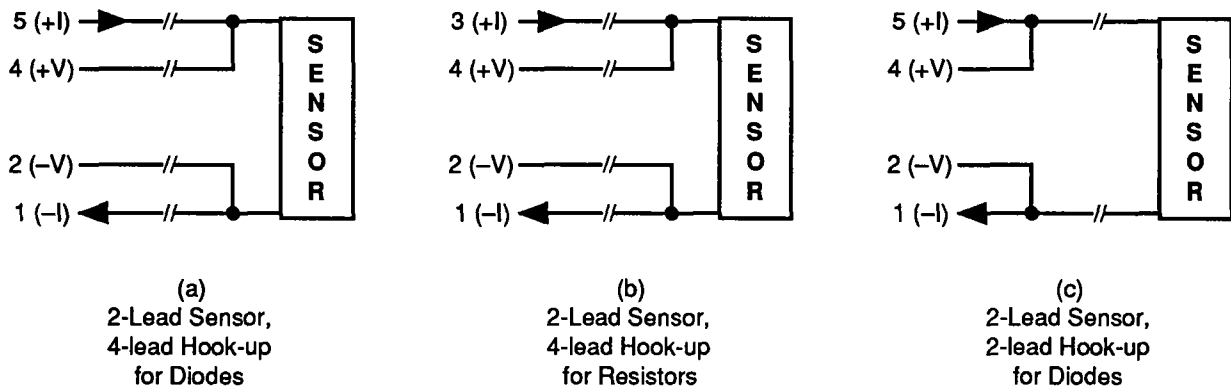 5 (+I)
4 (+V)
2 (–V)
1 (–I)
SENSOR
(a)
2-Lead Sensor,
4-lead Hook-up
for Diodes
3 (+I)
4 (+V)
2 (–V)
1 (–I)
SENSOR
(b)
2-Lead Sensor,
4-lead Hook-up
for Resistors
5 (+I)
4 (+V)
2 (–V)
1 (–I)
SENSOR
(c)
2-Lead Sensor,
2-lead Hook-up
for Diodes